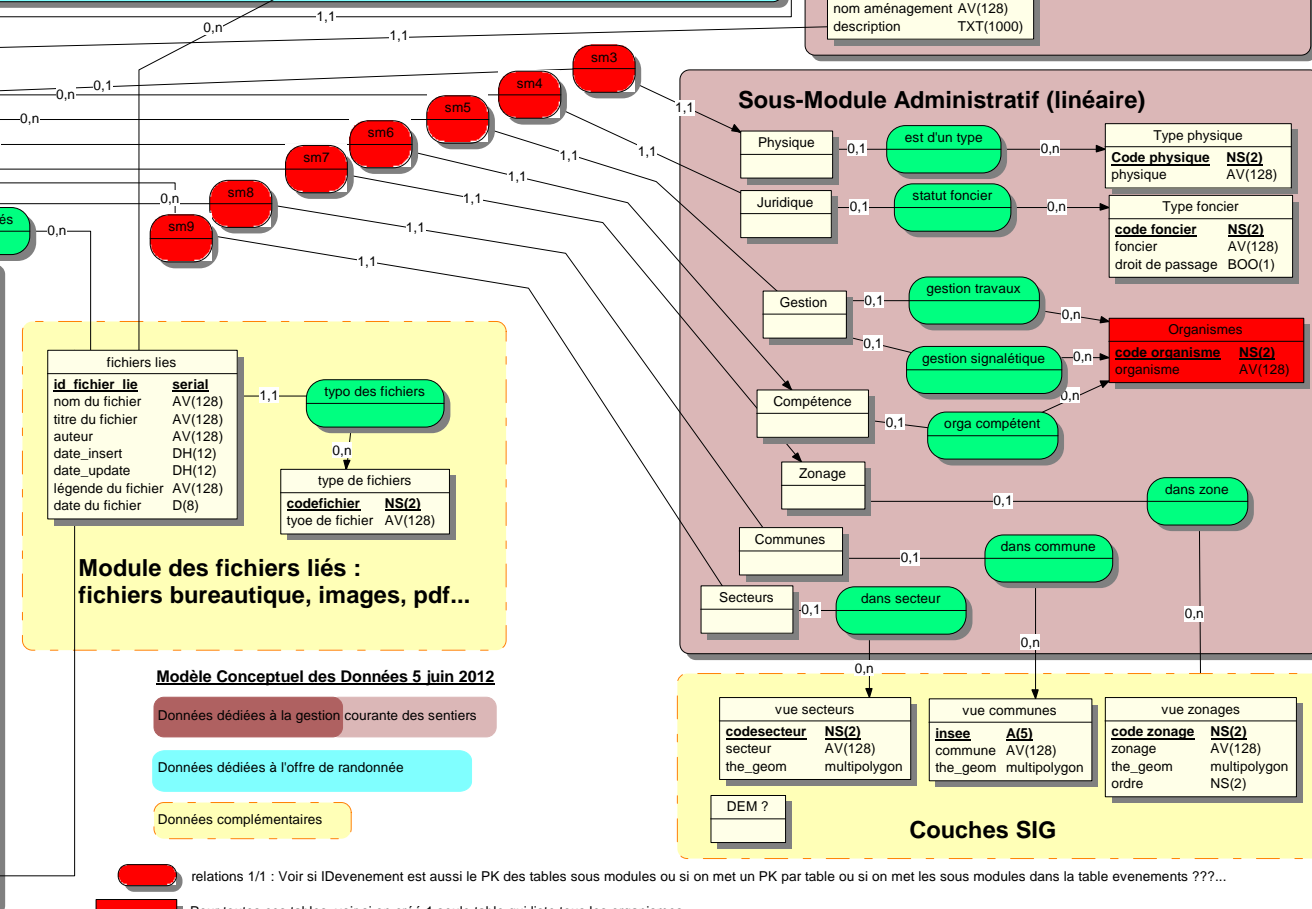 nom aménagement AV(128)
description TXT(1000)
0,n
1,1
1,1
0,1
0,n
0,n
sm3
sm4
sm5
sm6
sm7
sm8
sm9
0,n
0,n
és
1,1
1,1
1,1
1,1
1,1
1,1
Sous-Module Administratif (linéaire)
Physique
0,1
est d'un type
0,n
Type physique
Code physique NS(2)
physique AV(128)
Juridique
0,1
statut foncier
0,n
Type foncier
code foncier NS(2)
foncier AV(128)
droit de passage BOO(1)
Gestion
0,1
gestion travaux
0,n
0,1
gestion signalétique
0,n
Organismes
code organisme NS(2)
organisme AV(128)
Compétence
0,1
orga compétent
0,n
Zonage
0,1
dans zone
0,n
Communes
0,1
dans commune
0,n
Secteurs
0,1
dans secteur
0,n
fichiers lies
id_fichier_lie serial
nom du fichier AV(128)
titre du fichier AV(128)
auteur AV(128)
date_insert DH(12)
date_update DH(12)
légende du fichier AV(128)
date du fichier D(8)
1,1
typo des fichiers
0,n
type de fichiers
codefichier NS(2)
tyoe de fichier AV(128)
Module des fichiers liés :
fichiers bureautique, images, pdf...
Modèle Conceptuel des Données 5 juin 2012
Données dédiées à la gestion courante des sentiers
Données dédiées à l'offre de randonnée
Données complémentaires
vue secteurs
codesecteur NS(2)
secteur AV(128)
the_geom multipolygon
vue communes
insee A(5)
commune AV(128)
the_geom multipolygon
vue zonages
code zonage NS(2)
zonage AV(128)
the_geom multipolygon
ordre NS(2)
DEM ?
Couches SIG
relations 1/1 : Voir si IDevenement est aussi le PK des tables sous modules ou si on met un PK par table ou si on met les sous modules dans la table evenements ???...